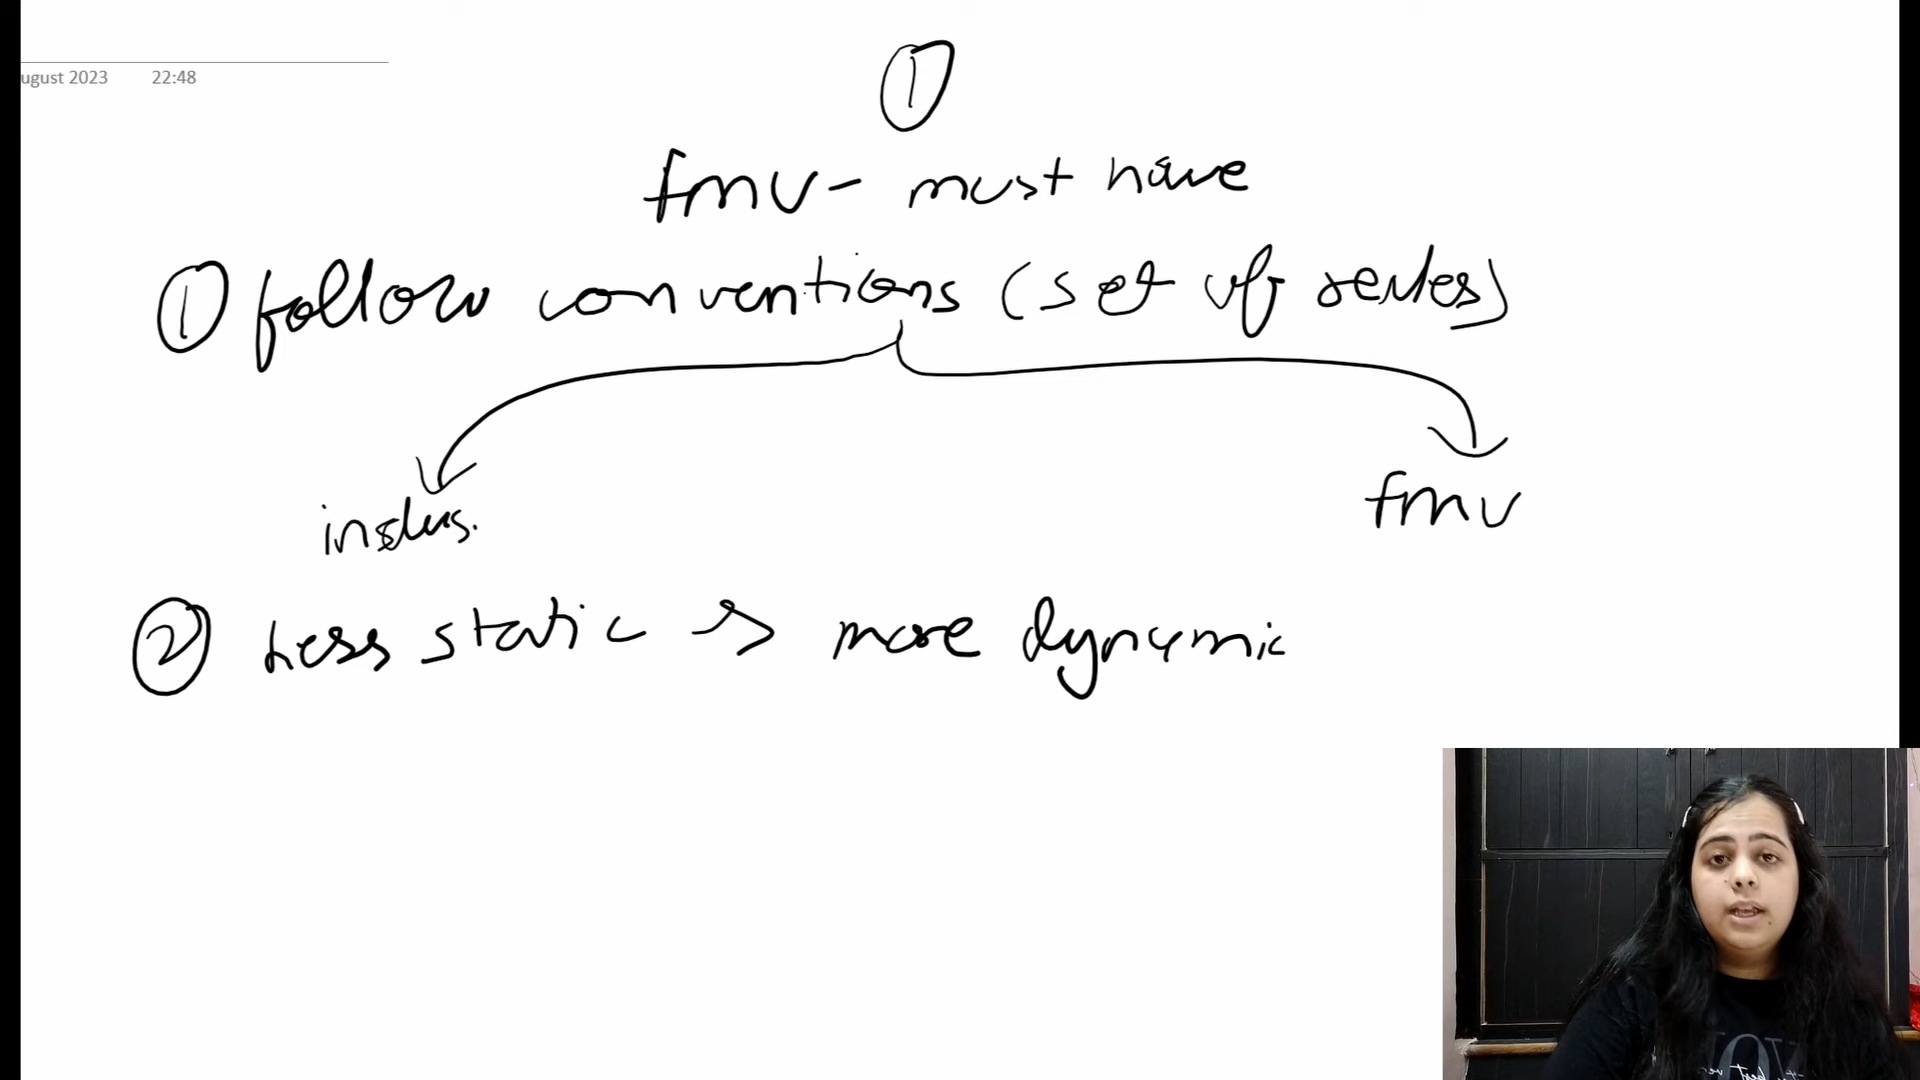 ugust 2023 22:48
①
fmv - must have
① follow conventions (set of rules)
indus. fmv
② Less static → more dynamic